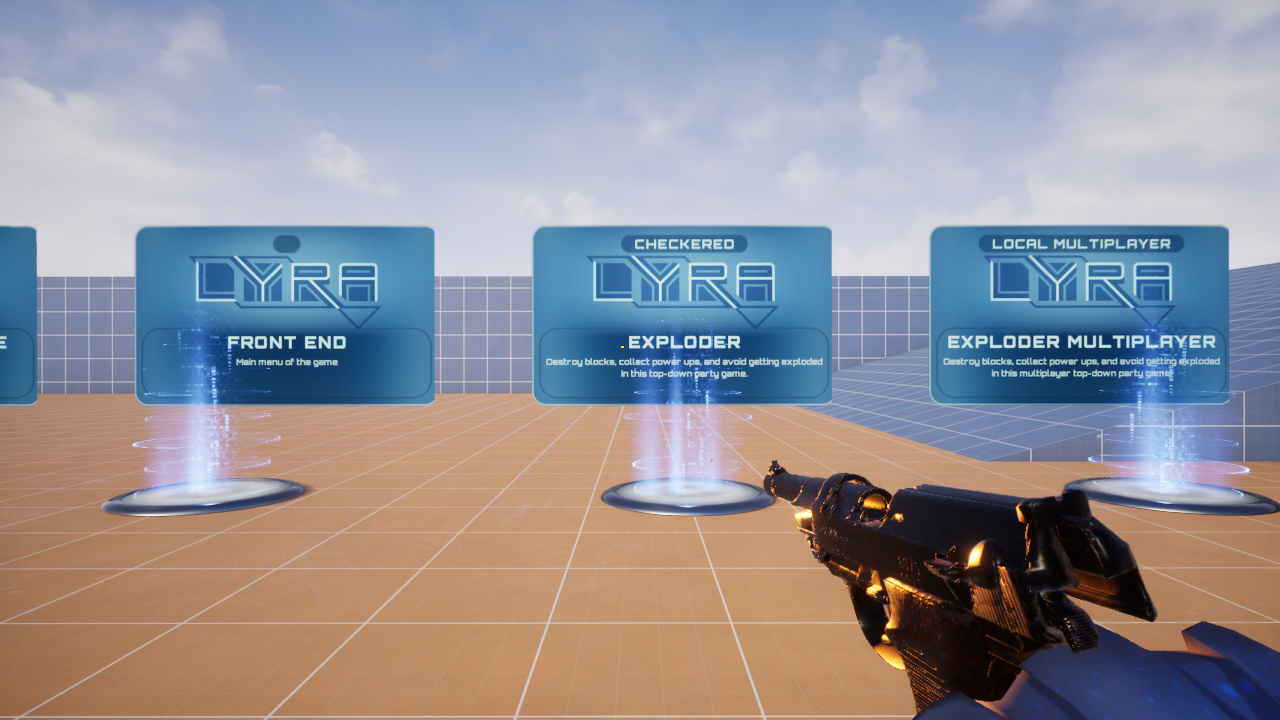 E
LYRA
FRONT END
Main menu of the game
CHECKERED
LYRA
EXPLODER
Destroy blocks, collect power ups, and avoid getting exploded
in this top-down party game.
LOCAL MULTIPLAYER
LYRA
EXPLODER MULTIPLAYER
Destroy blocks, collect power ups, and avoid getting exploded
in this multiplayer top-down party game.